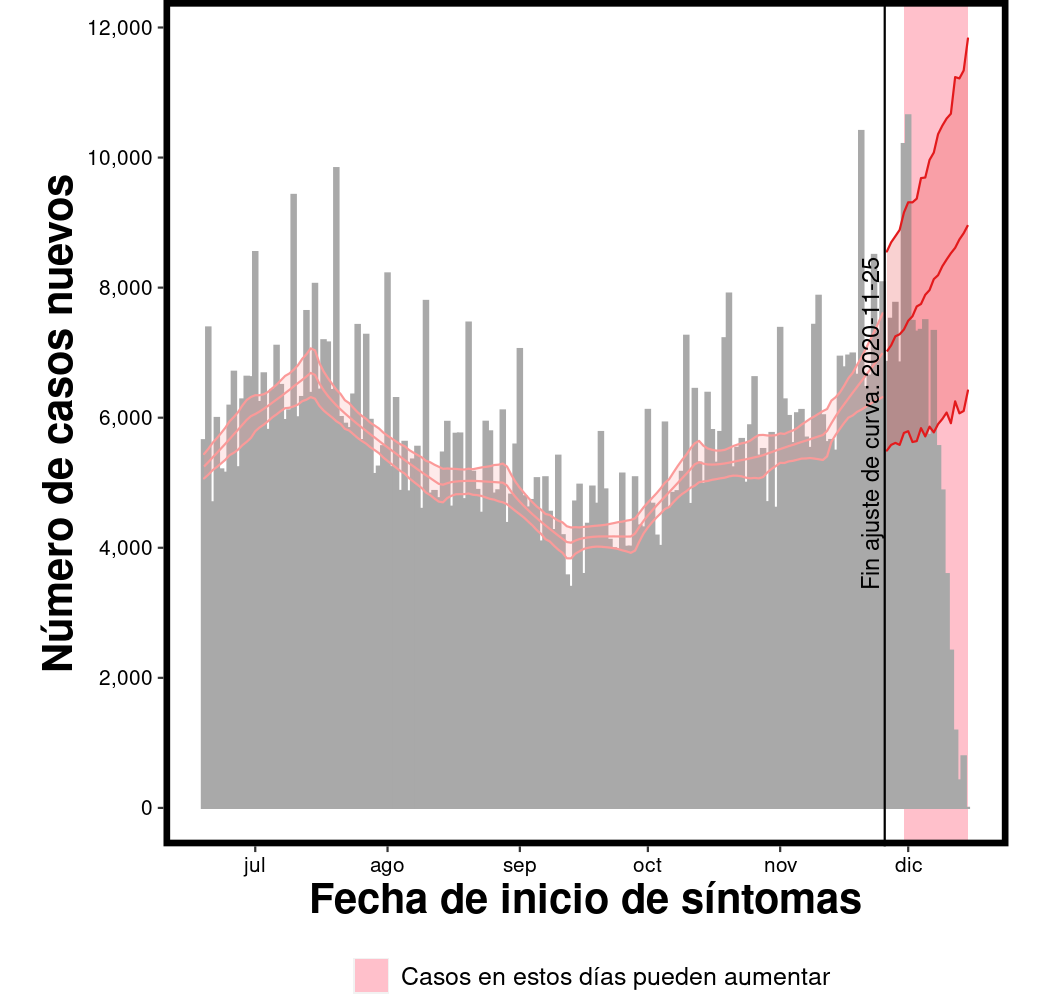 Número de casos nuevos
12,000
10,000
8,000
6,000
4,000
2,000
0
Fin ajuste de curva: 2020-11-25
jul ago sep oct nov dic
Fecha de inicio de síntomas
Casos en estos días pueden aumentar